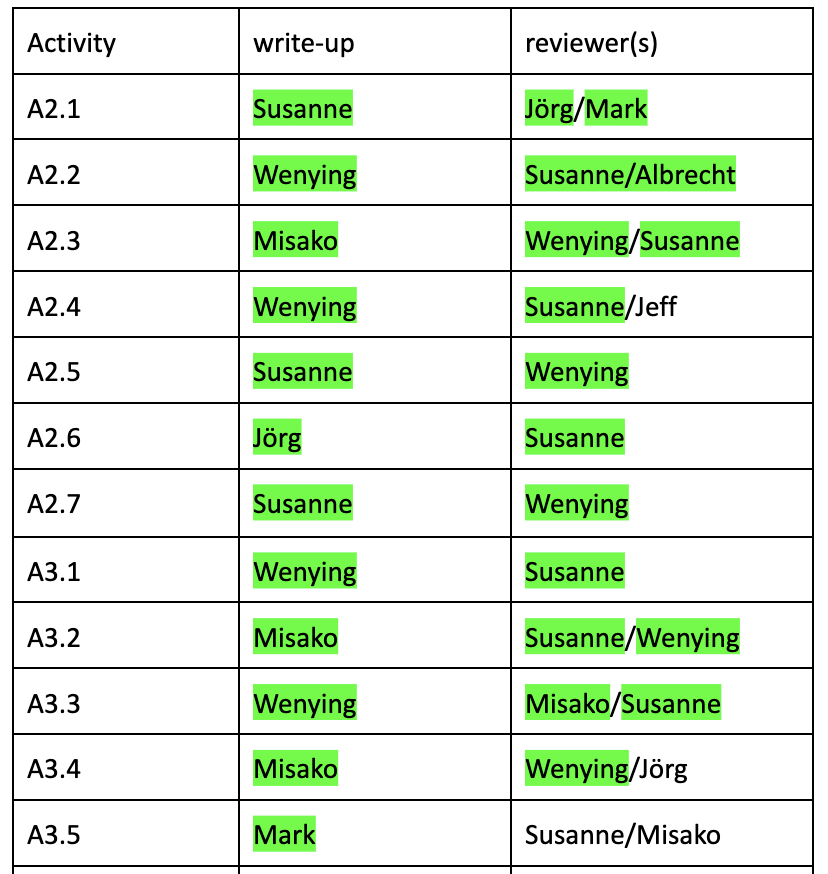 Activity write-up reviewer(s)
A2.1 Susanne Jörg/Mark
A2.2 Wenying Susanne/Albrecht
A2.3 Misako Wenying/Susanne
A2.4 Wenying Susanne/Jeff
A2.5 Susanne Wenying
A2.6 Jörg Susanne
A2.7 Susanne Wenying
A3.1 Wenying Susanne
A3.2 Misako Susanne/Wenying
A3.3 Wenying Misako/Susanne
A3.4 Misako Wenying/Jörg
A3.5 Mark Susanne/Misako